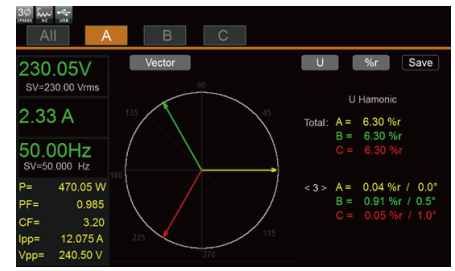 3Ø
3PHASE AC USB
All A B C
230.05V
SV=230.00 Vrms
2.33 A
50.00Hz
SV=50.000 Hz
P= 470.05 W
PF= 0.985
CF= 3.20
Ipp= 12.075 A
Vpp= 240.50 V
Vector
90
135 45
180
225 315
270
U %r Save
U Hamonic
Total: A = 6.30 %r
B = 6.30 %r
C = 6.30 %r
< 3 > A = 0.04 %r / 0.0°
B = 0.91 %r / 0.5°
C = 0.05 %r / 1.0°